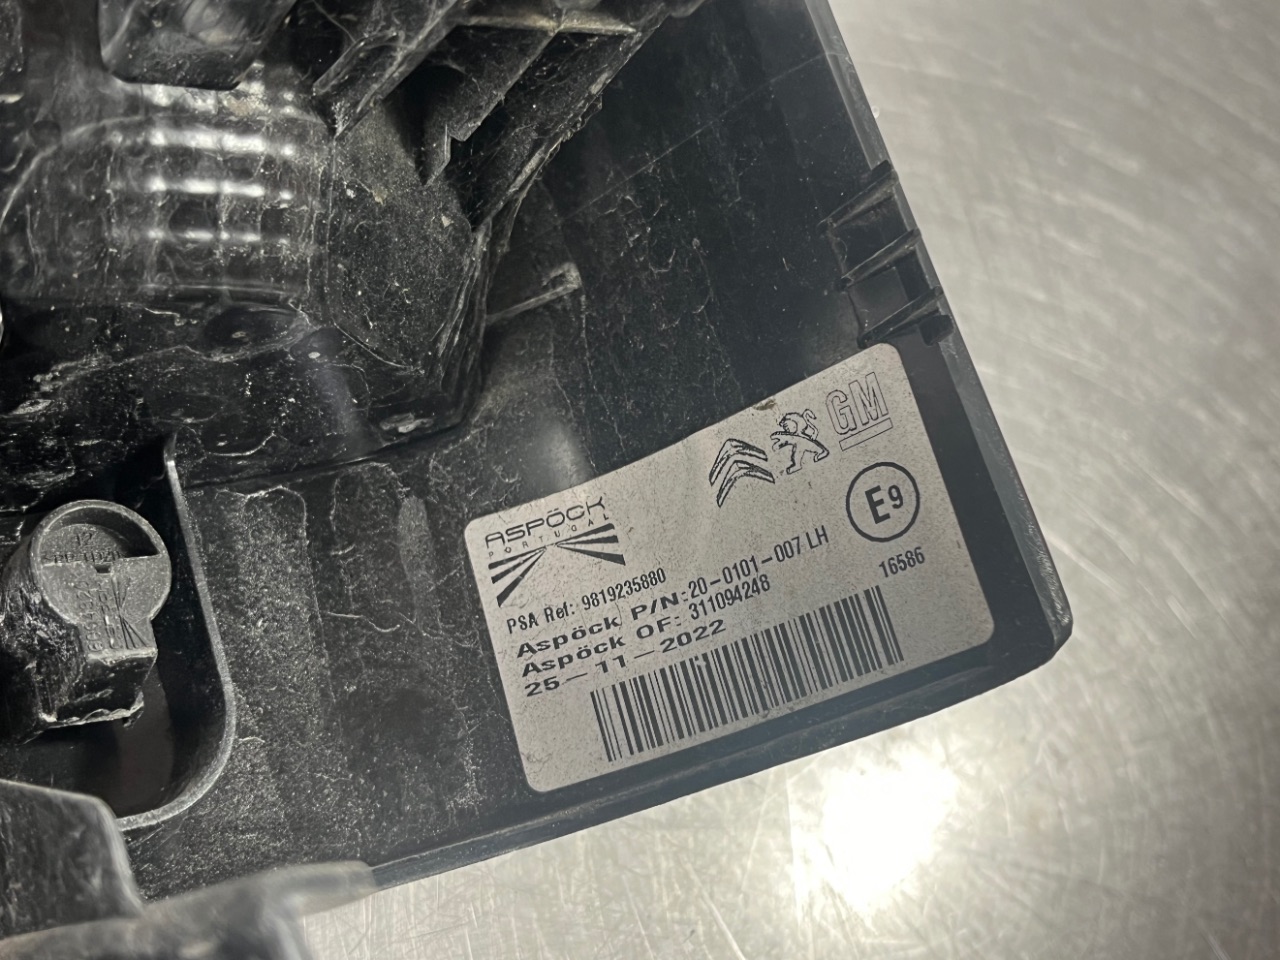 ASPÖCK
PORTUGAL
GM
E9
PSA Ref: 9819235880
Aspöck P/N:20-0101-007 LH
Aspöck OF: 311094248
25-11-2022
16586